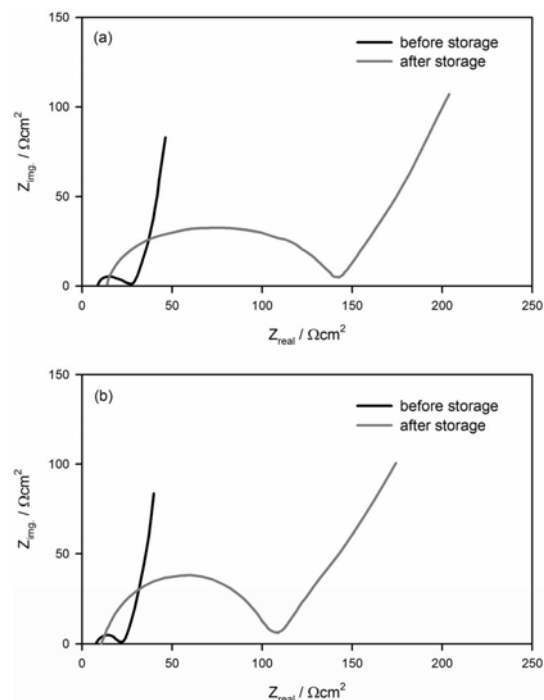 (a)
before storage
after storage
150
100
50
0
Z_img. / Ωcm²
0 50 100 150 200 250
Z_real / Ωcm²
(b)
before storage
after storage
150
100
50
0
Z_img. / Ωcm²
0 50 100 150 200 250
Z_real / Ωcm²